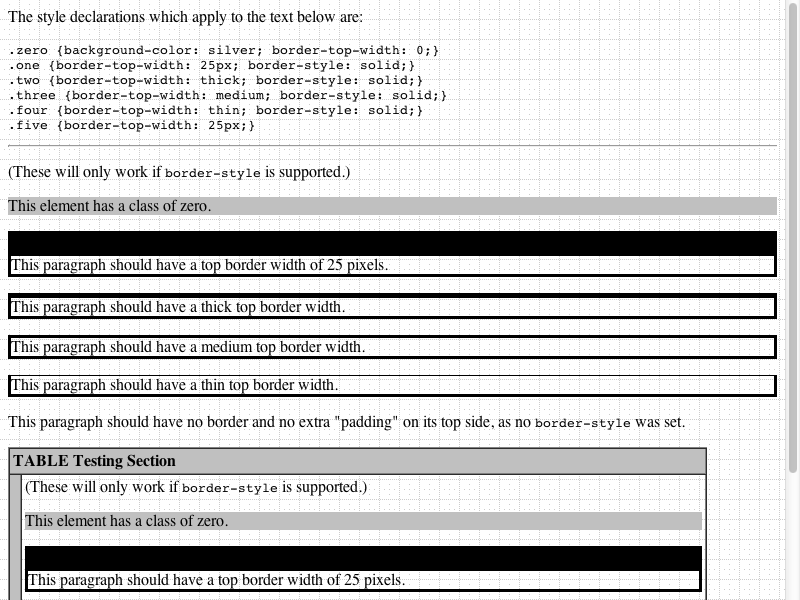 The style declarations which apply to the text below are:
.zero {background-color: silver; border-top-width: 0;}
.one {border-top-width: 25px; border-style: solid;}
.two {border-top-width: thick; border-style: solid;}
.three {border-top-width: medium; border-style: solid;}
.four {border-top-width: thin; border-style: solid;}
.five {border-top-width: 25px;}
(These will only work if border-style is supported.)
This element has a class of zero.
This paragraph should have a top border width of 25 pixels.
This paragraph should have a thick top border width.
This paragraph should have a medium top border width.
This paragraph should have a thin top border width.
This paragraph should have no border and no extra "padding" on its top side, as no border-style was set.
TABLE Testing Section
(These will only work if border-style is supported.)
This element has a class of zero.
This paragraph should have a top border width of 25 pixels.